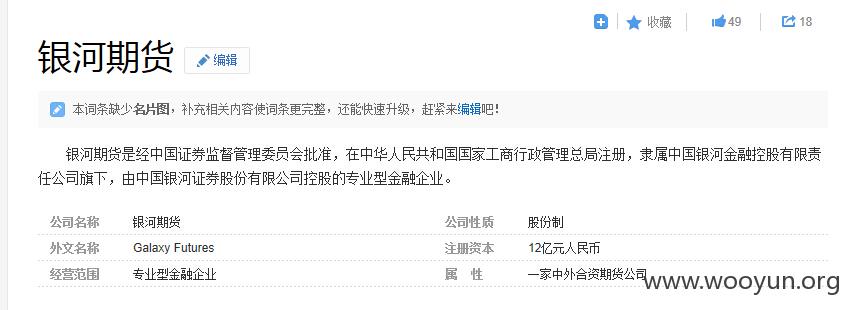 收藏 49 18
银河期货 编辑
本词条缺少名片图，补充相关内容使词条更完整，还能快速升级，赶紧来编辑吧！
银河期货是经中国证券监督管理委员会批准，在中华人民共和国国家工商行政管理总局注册，隶属中国银河金融控股有限责
任公司旗下，由中国银河证券股份有限公司控股的专业型金融企业。
公司名称 银河期货 公司性质 股份制
外文名称 Galaxy Futures 注册资本 12亿元人民币
经营范围 专业型金融企业 属 性 一家中外合资期货公司
www.wooyun.org